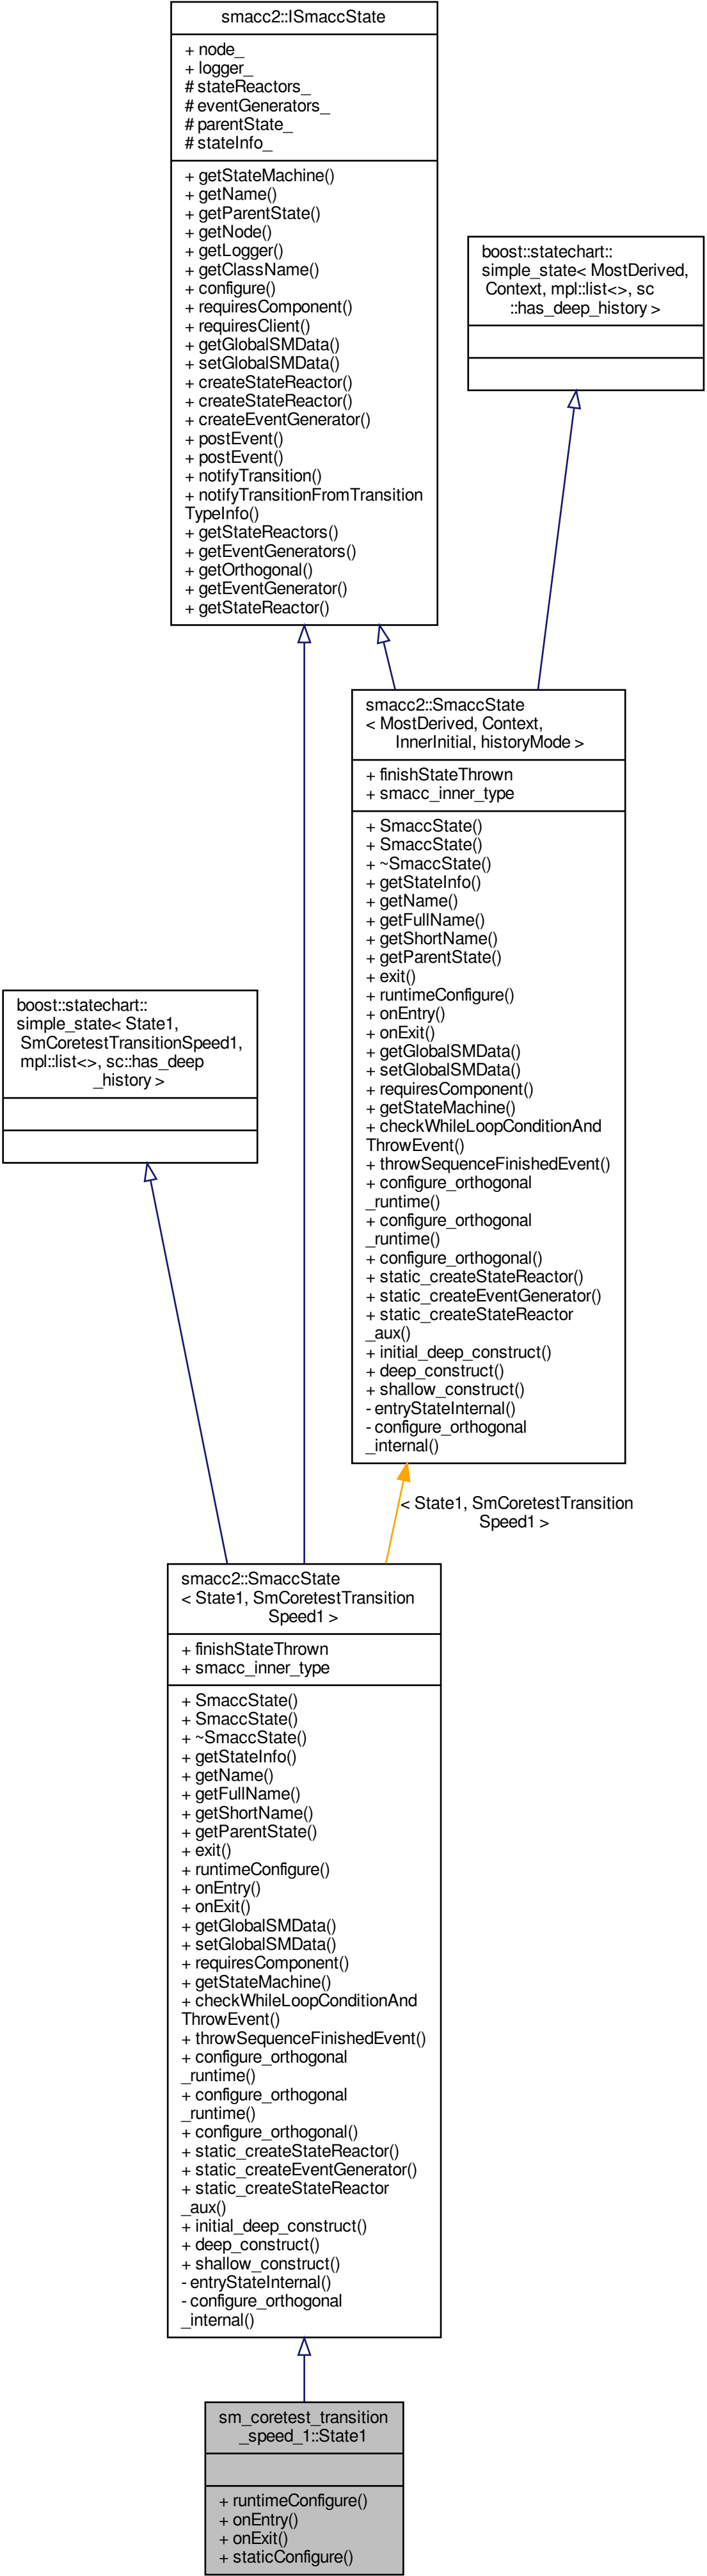 smacc2::ISmaccState
+ node_
+ logger_
# stateReactors_
# eventGenerators_
# parentState_
# stateInfo_
+ getStateMachine()
+ getName()
+ getParentState()
+ getNode()
+ getLogger()
+ getClassName()
+ configure()
+ requiresComponent()
+ requiresClient()
+ getGlobalSMData()
+ setGlobalSMData()
+ createStateReactor()
+ createStateReactor()
+ createEventGenerator()
+ postEvent()
+ postEvent()
+ notifyTransition()
+ notifyTransitionFromTransition
TypeInfo()
+ getStateReactors()
+ getEventGenerators()
+ getOrthogonal()
+ getEventGenerator()
+ getStateReactor()
boost::statechart::
simple_state< MostDerived,
Context, mpl::list<>, sc
::has_deep_history >
smacc2::SmaccState
< MostDerived, Context,
InnerInitial, historyMode >
+ finishStateThrown
+ smacc_inner_type
+ SmaccState()
+ SmaccState()
+ ~SmaccState()
+ getStateInfo()
+ getName()
+ getFullName()
+ getShortName()
+ getParentState()
+ exit()
+ runtimeConfigure()
+ onEntry()
+ onExit()
+ getGlobalSMData()
+ setGlobalSMData()
+ requiresComponent()
+ getStateMachine()
+ checkWhileLoopConditionAnd
ThrowEvent()
+ throwSequenceFinishedEvent()
+ configure_orthogonal
_runtime()
+ configure_orthogonal
_runtime()
+ configure_orthogonal()
+ static_createStateReactor()
+ static_createEventGenerator()
+ static_createStateReactor
_aux()
+ initial_deep_construct()
+ deep_construct()
+ shallow_construct()
- entryStateInternal()
- configure_orthogonal
_internal()
boost::statechart::
simple_state< State1,
SmCoretestTransitionSpeed1,
mpl::list<>, sc::has_deep
_history >
< State1, SmCoretestTransition
Speed1 >
smacc2::SmaccState
< State1, SmCoretestTransition
Speed1 >
+ finishStateThrown
+ smacc_inner_type
+ SmaccState()
+ SmaccState()
+ ~SmaccState()
+ getStateInfo()
+ getName()
+ getFullName()
+ getShortName()
+ getParentState()
+ exit()
+ runtimeConfigure()
+ onEntry()
+ onExit()
+ getGlobalSMData()
+ setGlobalSMData()
+ requiresComponent()
+ getStateMachine()
+ checkWhileLoopConditionAnd
ThrowEvent()
+ throwSequenceFinishedEvent()
+ configure_orthogonal
_runtime()
+ configure_orthogonal
_runtime()
+ configure_orthogonal()
+ static_createStateReactor()
+ static_createEventGenerator()
+ static_createStateReactor
_aux()
+ initial_deep_construct()
+ deep_construct()
+ shallow_construct()
- entryStateInternal()
- configure_orthogonal
_internal()
sm_coretest_transition
_speed_1::State1
+ runtimeConfigure()
+ onEntry()
+ onExit()
+ staticConfigure()